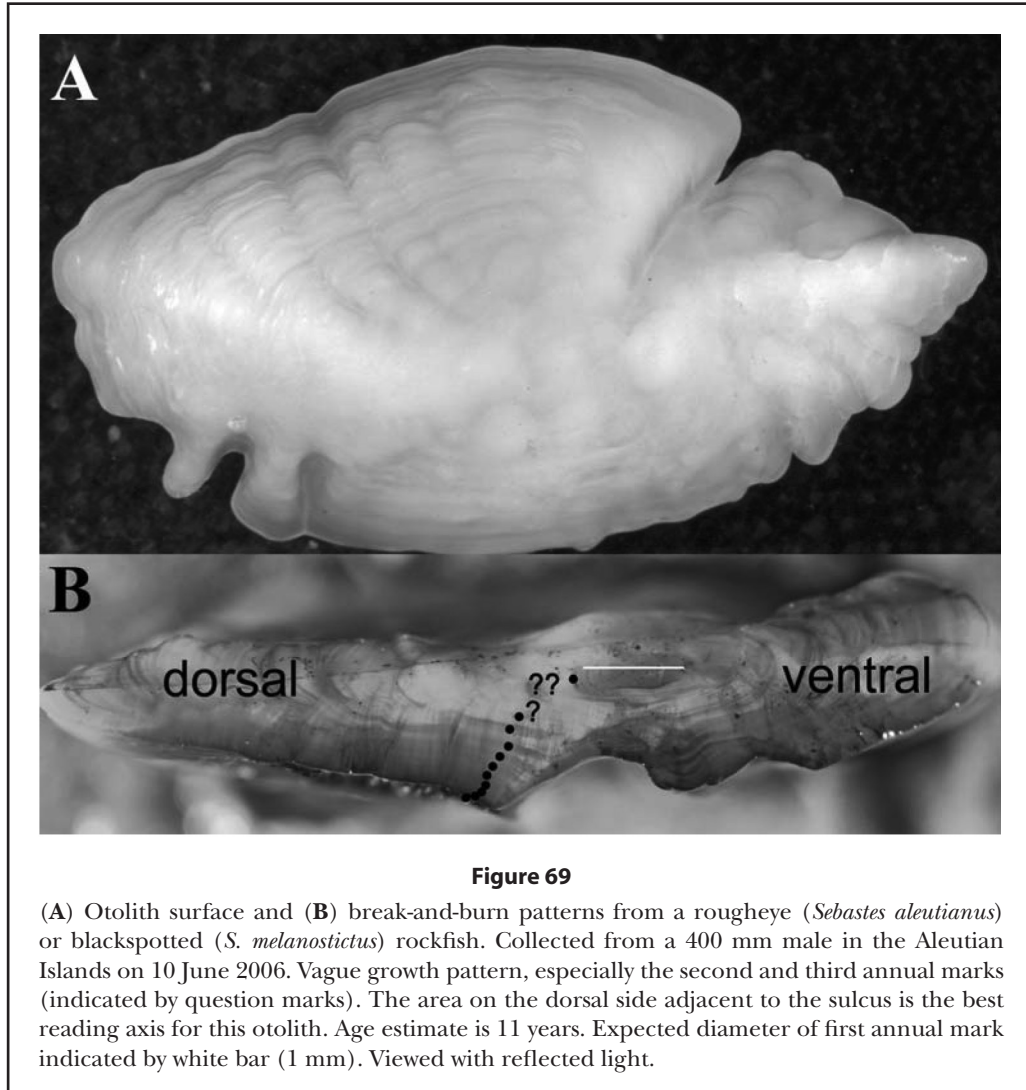 A
B
dorsal
??
?
ventral
Figure 69
(A) Otolith surface and (B) break-and-burn patterns from a rougheye (Sebastes aleutianus)
or blackspotted (S. melanostictus) rockfish. Collected from a 400 mm male in the Aleutian
Islands on 10 June 2006. Vague growth pattern, especially the second and third annual marks
(indicated by question marks). The area on the dorsal side adjacent to the sulcus is the best
reading axis for this otolith. Age estimate is 11 years. Expected diameter of first annual mark
indicated by white bar (1 mm). Viewed with reflected light.